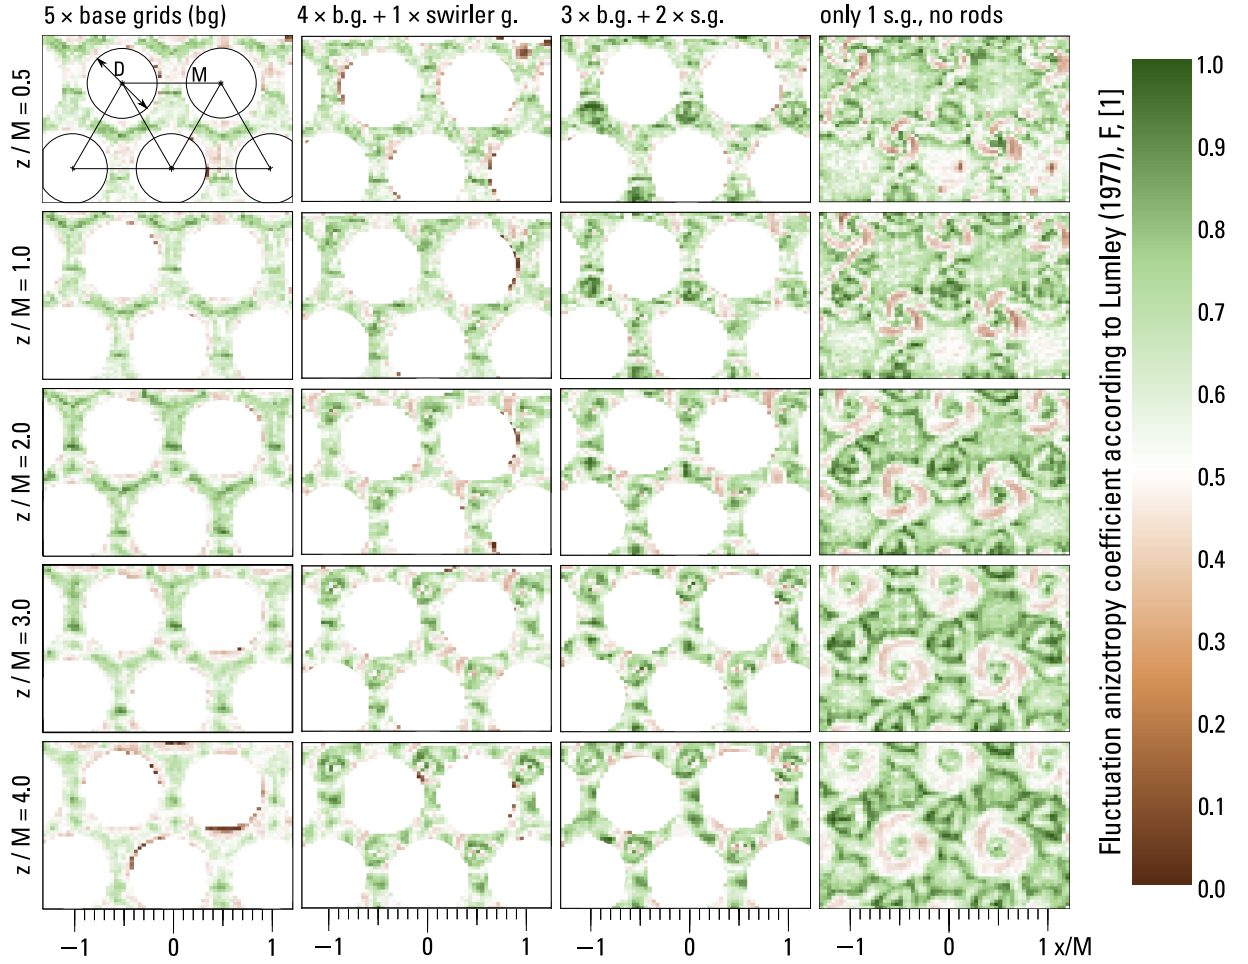 5 × base grids (bg)
4 × b.g. + 1 × swirler g.
3 × b.g. + 2 × s.g.
only 1 s.g., no rods
z / M = 0.5
D
M
z / M = 1.0
z / M = 2.0
z / M = 3.0
z / M = 4.0
−1 0 1
−1 0 1
−1 0 1
−1 0 1 x/M
Fluctuation anizotropy coefficient according to Lumley (1977), F, [1]
1.0
0.9
0.8
0.7
0.6
0.5
0.4
0.3
0.2
0.1
0.0